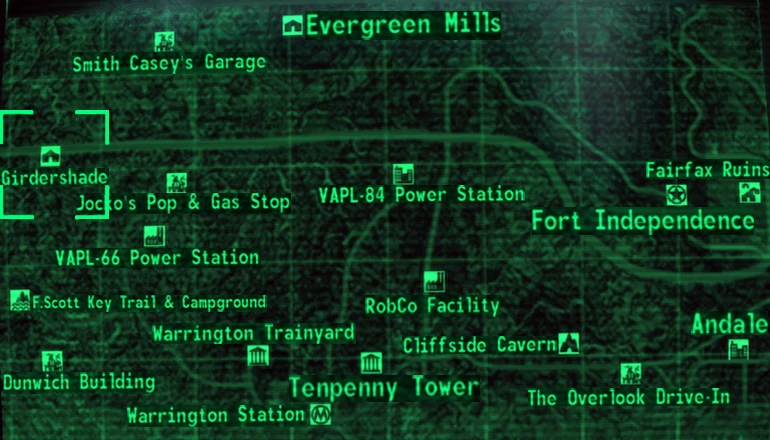 Evergreen Mills
Smith Casey's Garage
Girdershade
Jocko's Pop & Gas Stop
VAPL-84 Power Station
Fairfax Ruins
Fort Independence
VAPL-66 Power Station
F.Scott Key Trail & Campground
RobCo Facility
Warrington Trainyard
Cliffside Cavern
Andale
Dunwich Building
Tenpenny Tower
The Overlook Drive-In
Warrington Station